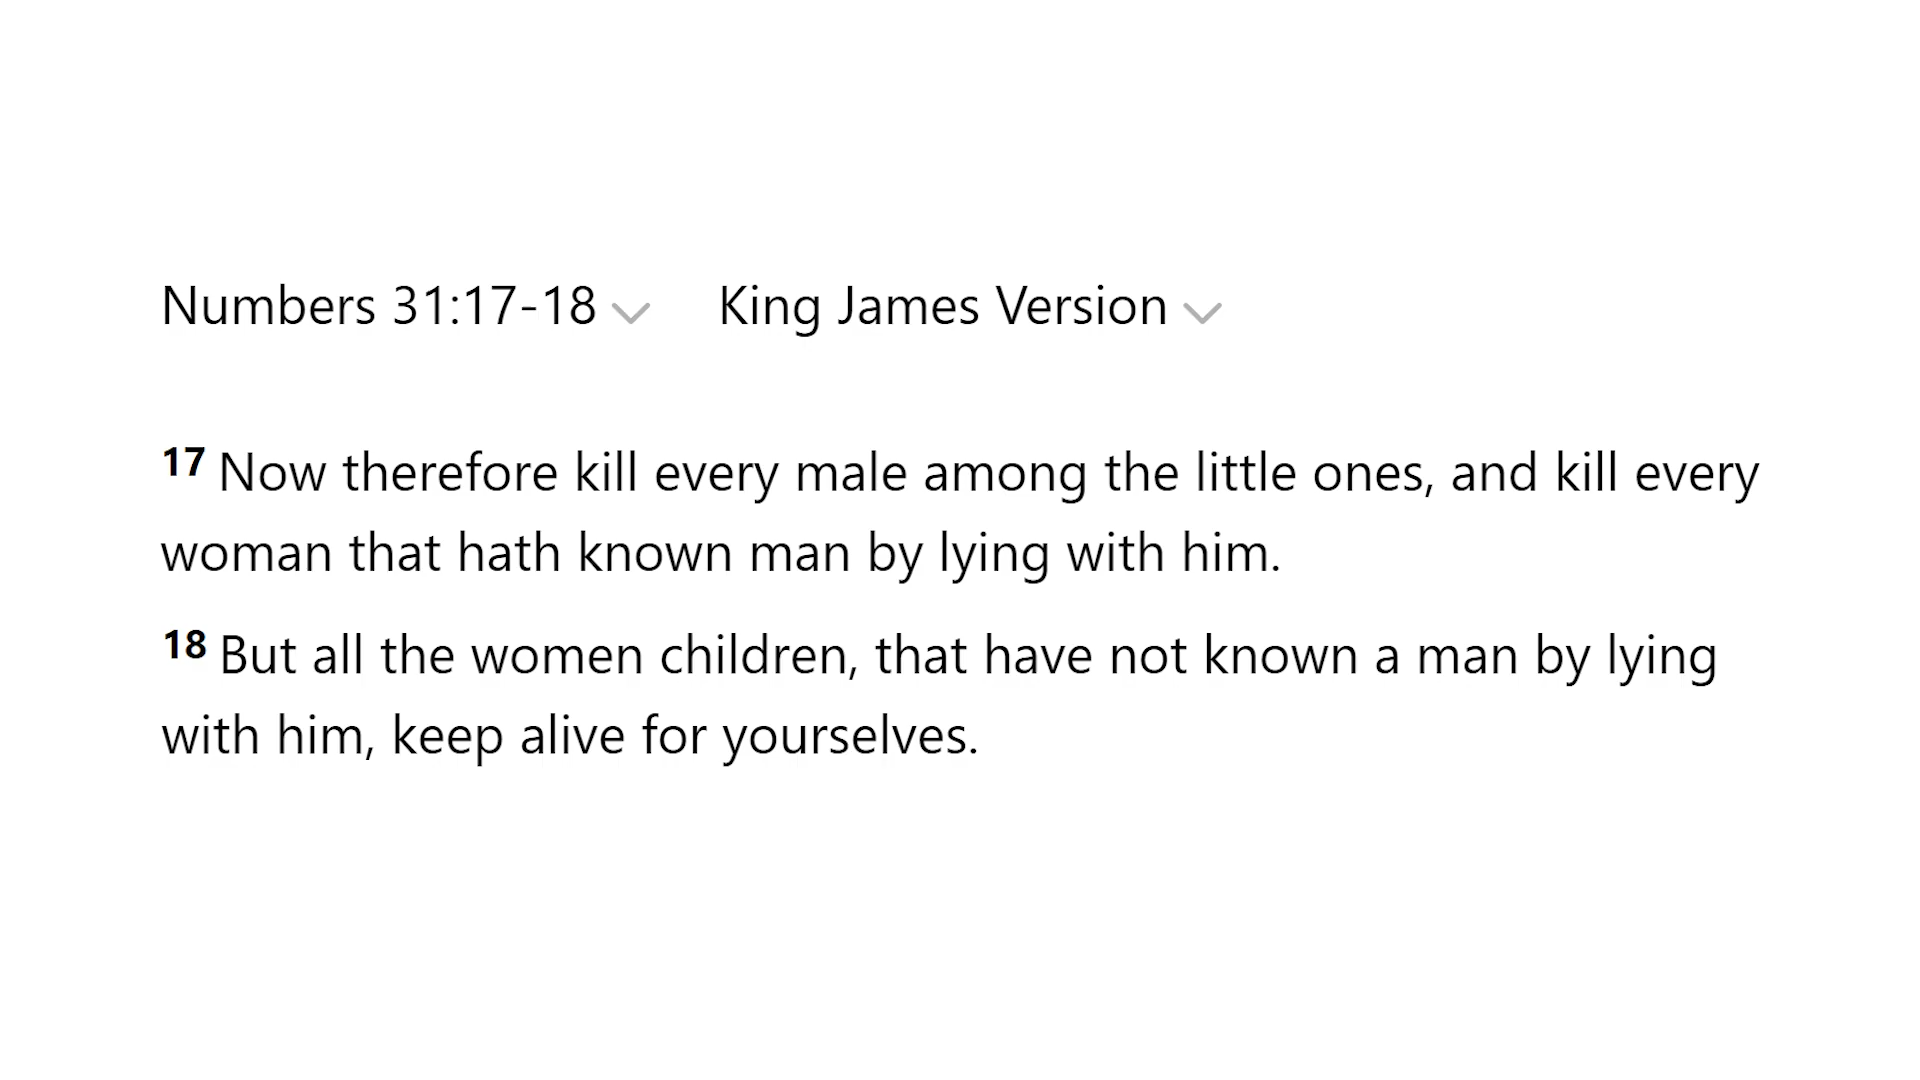 Numbers 31:17-18 King James Version
17 Now therefore kill every male among the little ones, and kill every
woman that hath known man by lying with him.
18 But all the women children, that have not known a man by lying
with him, keep alive for yourselves.